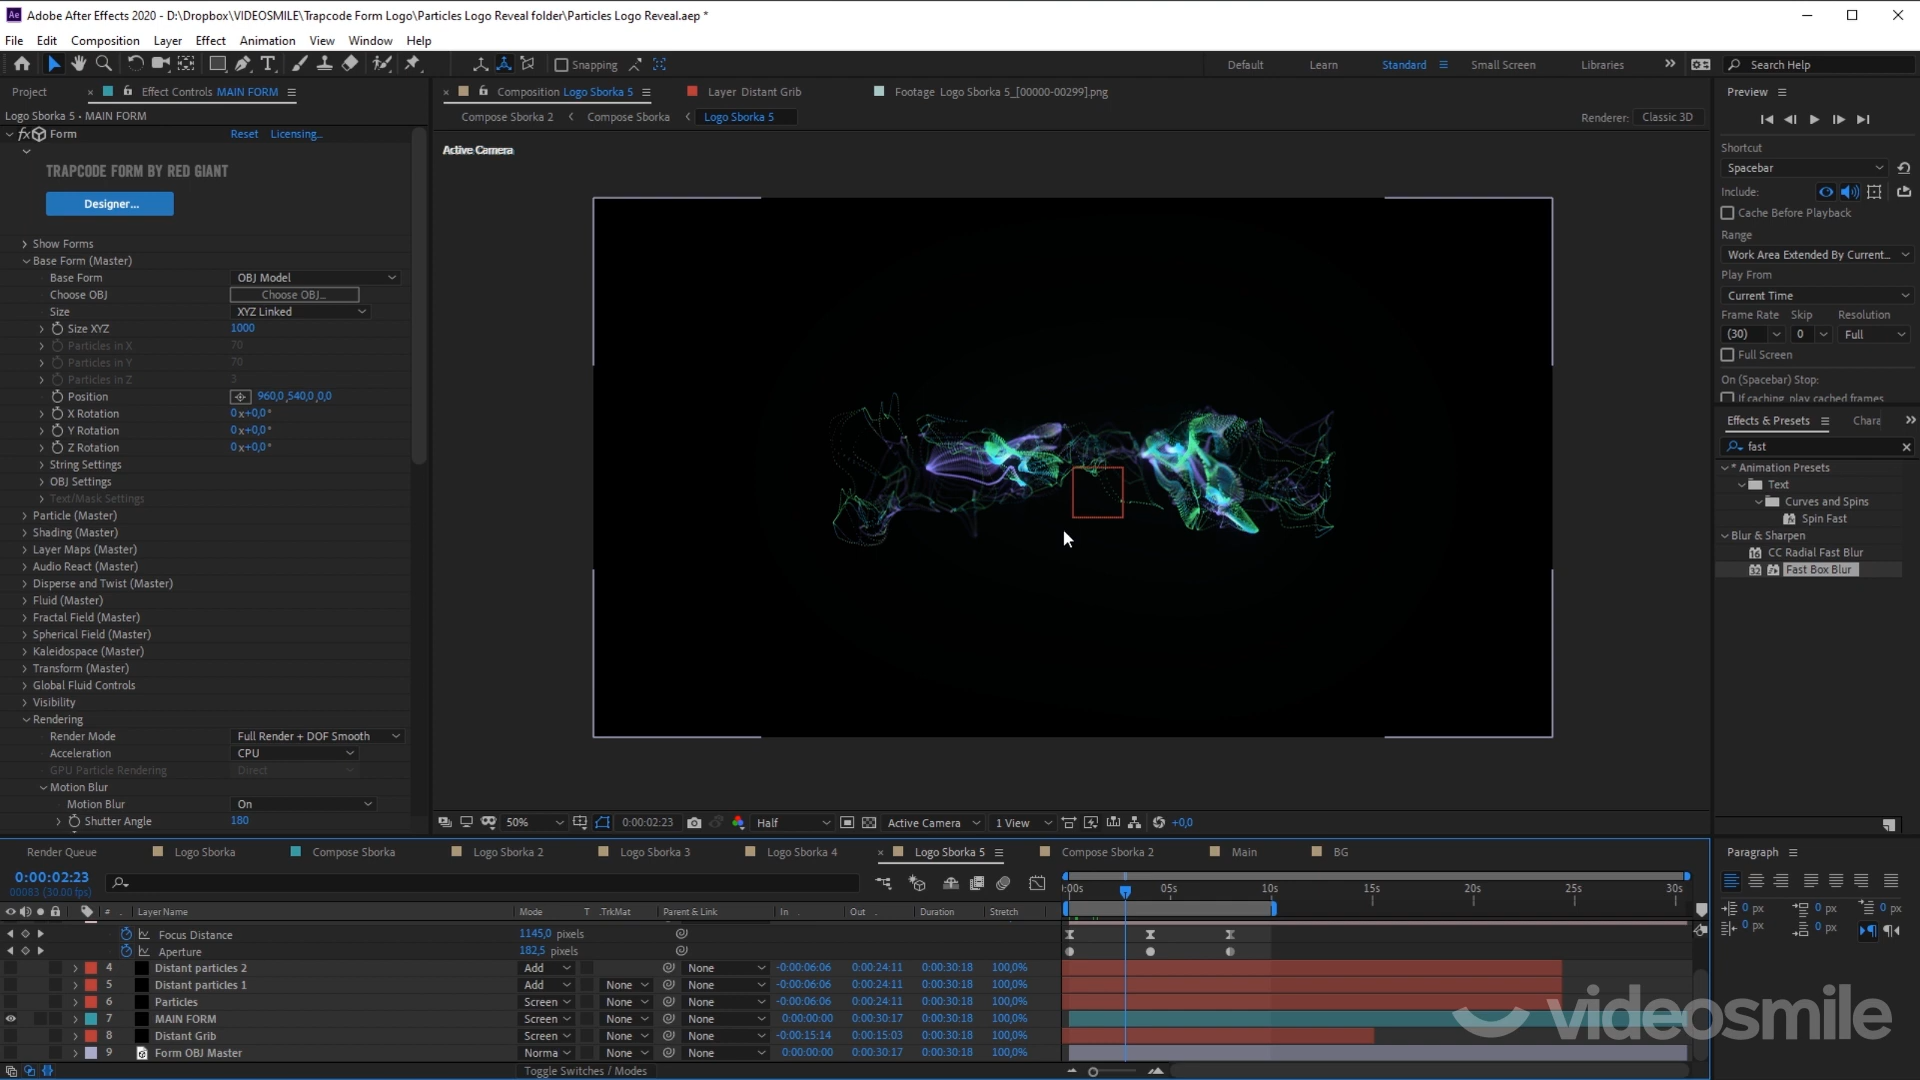 Adobe After Effects 2020 - D:\Dropbox\VIDEOSMILE\Trapcode Form Logo\Particles Logo Reveal folder\Particles Logo Reveal.aep *
File Edit Composition Layer Effect Animation View Window Help
Snapping Default Learn Standard Small Screen Libraries Search Help
Project Effect Controls MAIN FORM
Composition Logo Sborka 5 Layer Distant Grib Footage Logo Sborka 5_[00000-00299].png
Logo Sborka 5 • MAIN FORM
Compose Sborka 2 Compose Sborka Logo Sborka 5 Renderer: Classic 3D
fx Form Reset Licensing...
Active Camera
TRAPCODE FORM BY RED GIANT
Designer...
Show Forms
Base Form (Master)
Base Form OBJ Model
Choose OBJ Choose OBJ...
Size XYZ Linked
Size XYZ 1000
Particles in X 70
Particles in Y 70
Particles in Z 3
Position 960,0,540,0,0,0
X Rotation 0x+0,0°
Y Rotation 0x+0,0°
Z Rotation 0x+0,0°
String Settings
OBJ Settings
Text/Mask Settings
Particle (Master)
Shading (Master)
Layer Maps (Master)
Audio React (Master)
Disperse and Twist (Master)
Fluid (Master)
Fractal Field (Master)
Spherical Field (Master)
Kaleidospace (Master)
Transform (Master)
Global Fluid Controls
Visibility
Rendering
Render Mode Full Render + DOF Smooth
Acceleration CPU
GPU Particle Rendering Direct
Motion Blur
Motion Blur On
Shutter Angle 180
50% 0:00:02:23 Half Active Camera 1 View +0,0
Preview
Shortcut
Spacebar
Include:
Cache Before Playback
Range
Work Area Extended By Current...
Play From
Current Time
Frame Rate Skip Resolution
(30) 0 Full
Full Screen
On (Spacebar) Stop:
If caching, play cached frames
Effects & Presets Chara
fast
* Animation Presets
Text
Curves and Spins
Spin Fast
Blur & Sharpen
CC Radial Fast Blur
Fast Box Blur
Render Queue Logo Sborka Compose Sborka Logo Sborka 2 Logo Sborka 3 Logo Sborka 4 Logo Sborka 5 Compose Sborka 2 Main BG
0:00:02:23
00083 (30.00 fps)
:00s 05s 10s 15s 20s 25s 30s
# Layer Name Mode T .TrkMat Parent & Link In Out Duration Stretch
Focus Distance 1145,0 pixels
Aperture 182,5 pixels
4 Distant particles 2 Add None -0:00:06:06 0:00:24:11 0:00:30:18 100,0%
5 Distant particles 1 Add None None -0:00:06:06 0:00:24:11 0:00:30:18 100,0%
6 Particles Screen None None -0:00:06:06 0:00:24:11 0:00:30:18 100,0%
7 MAIN FORM Screen None None 0:00:00:00 0:00:30:17 0:00:30:18 100,0%
8 Distant Grib Screen None None -0:00:15:14 0:00:15:03 0:00:30:18 100,0%
9 Form OBJ Master Norma None None 0:00:00:00 0:00:30:17 0:00:30:18 100,0%
Toggle Switches / Modes
Paragraph
0 px 0 px 0 px
0 px 0 px
videosmile